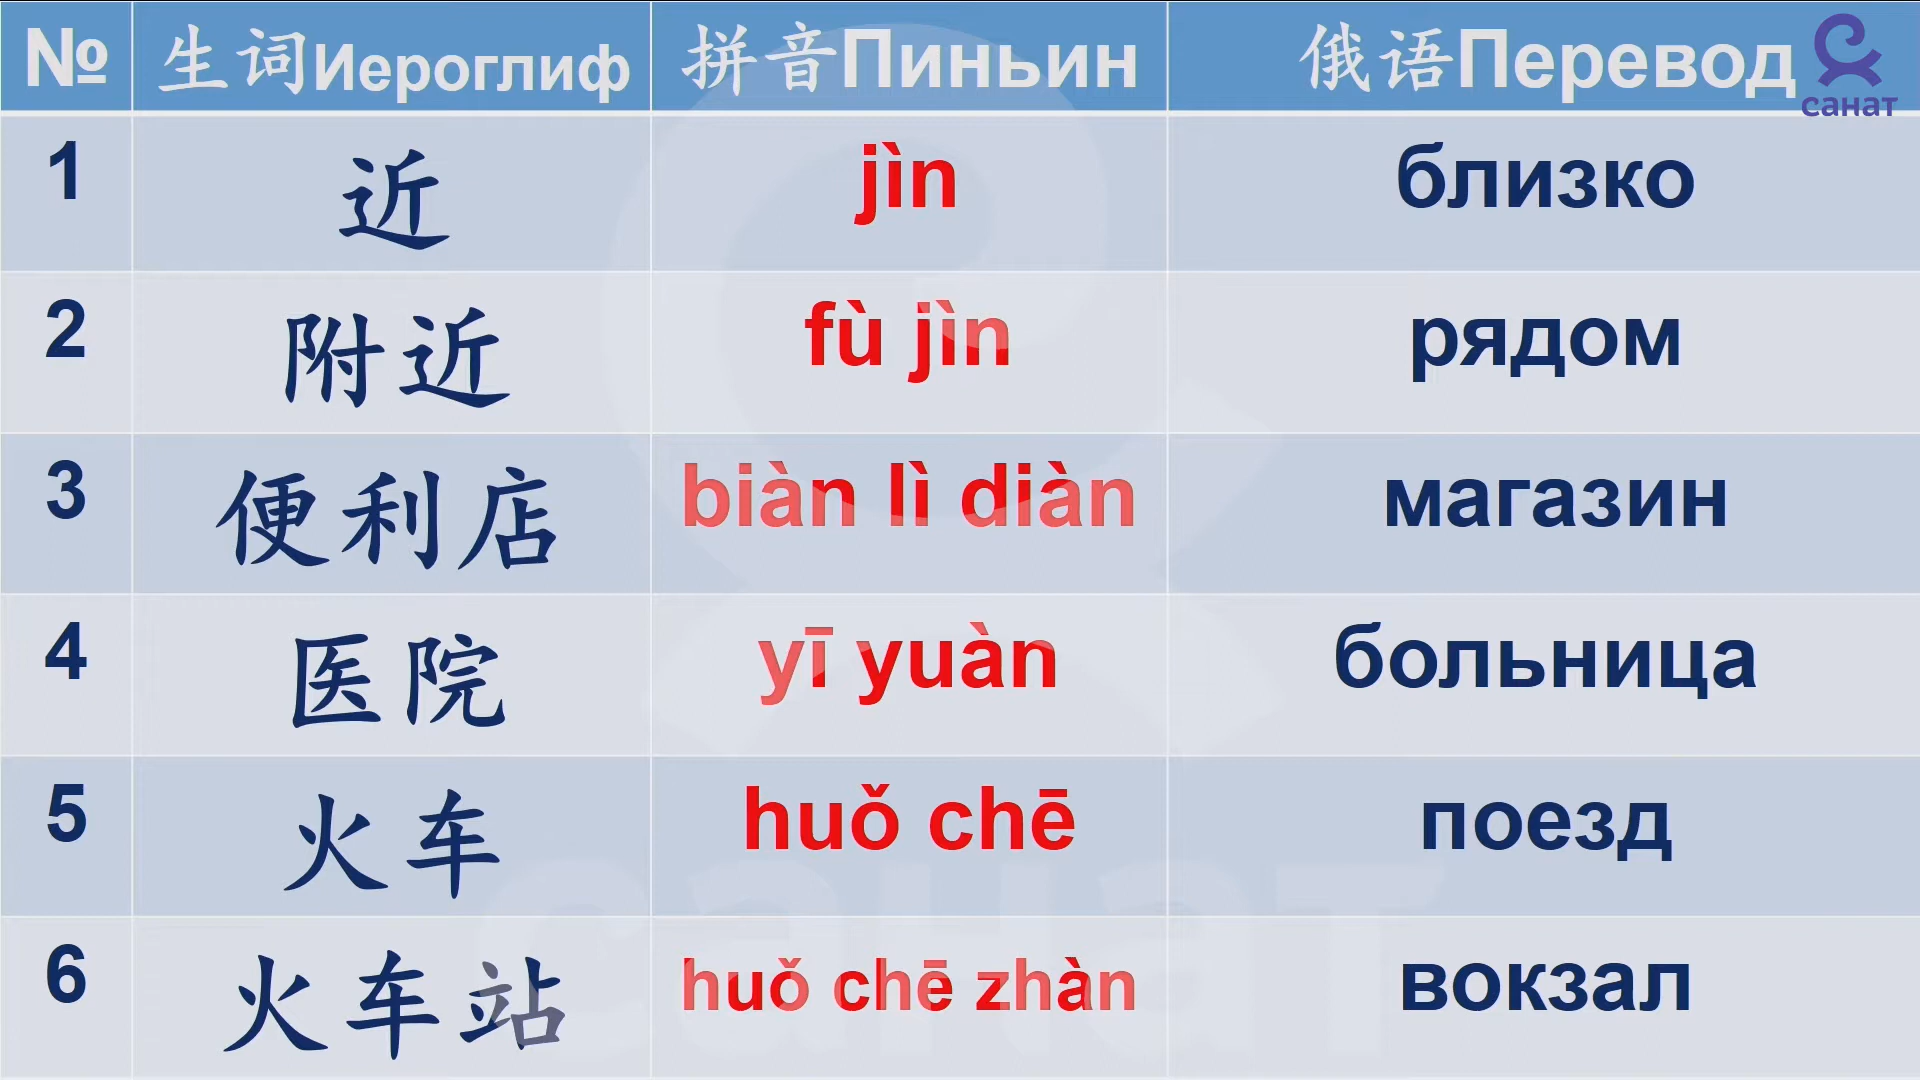 № 生词Иероглиф 拼音Пиньин 俄语Перевод
санат
1 近 jìn близко
2 附近 fù jìn рядом
3 便利店 biàn lì diàn магазин
4 医院 yī yuàn больница
5 火车 huǒ chē поезд
6 火车站 huǒ chē zhàn вокзал
санат